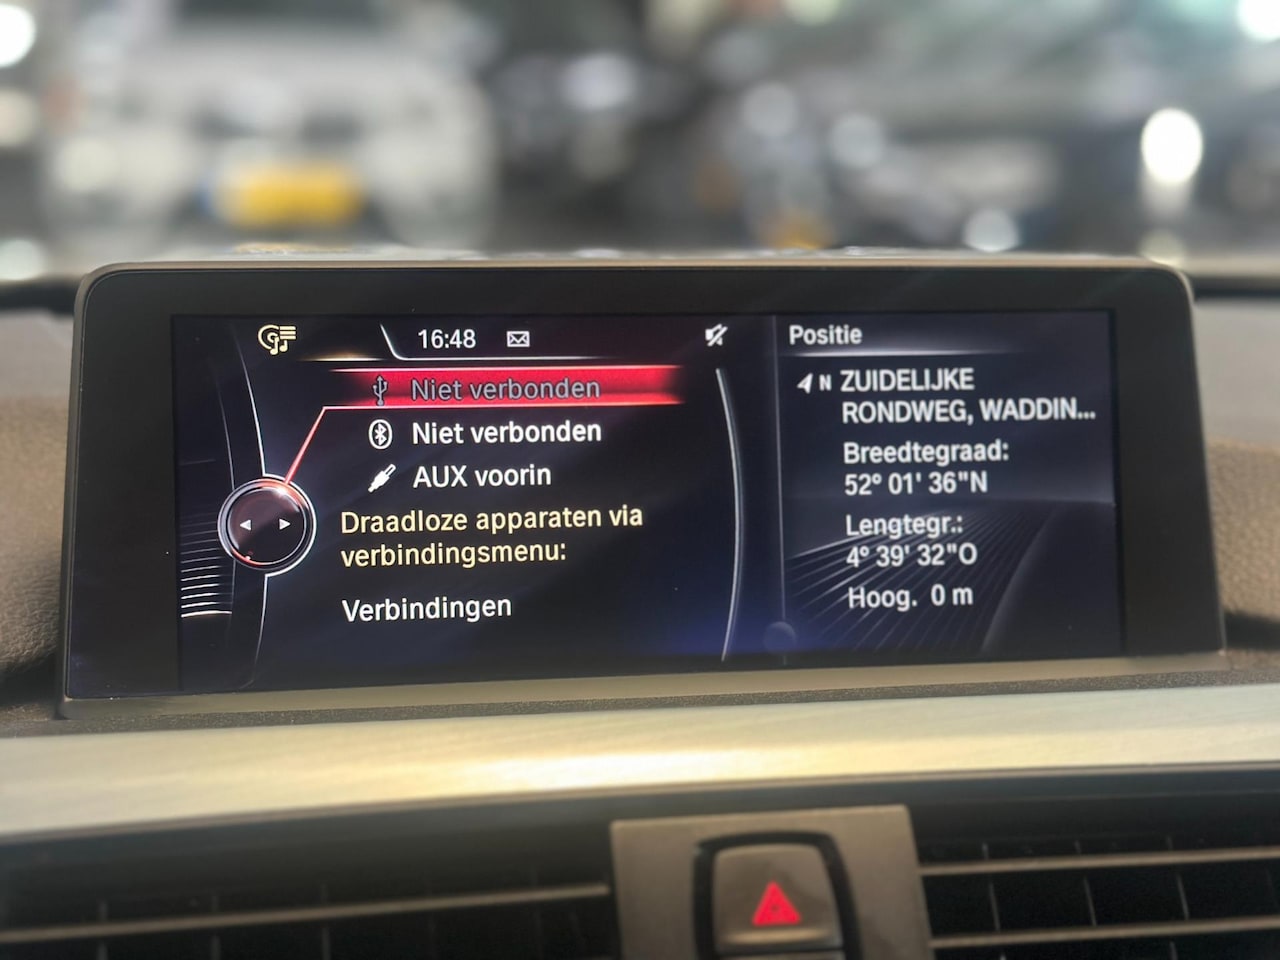 16:48
Niet verbonden
Niet verbonden
AUX voorin
Draadloze apparaten via
verbindingsmenu:
Verbindingen
Positie
N ZUIDELIJKE
RONDWEG, WADDIN...
Breedtegraad:
52° 01' 36"N
Lengtegr.:
4° 39' 32"O
Hoog. 0 m